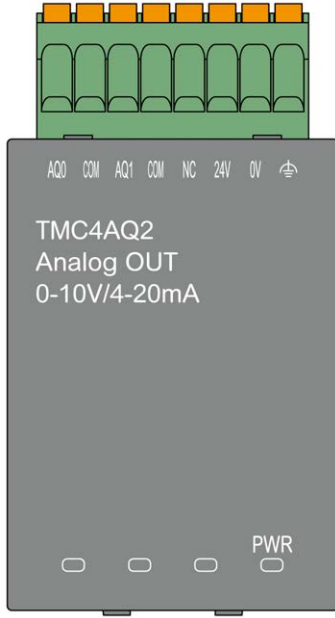 AQ0 COM AQ1 COM NC 24V 0V
TMC4AQ2
Analog OUT
0-10V/4-20mA
PWR